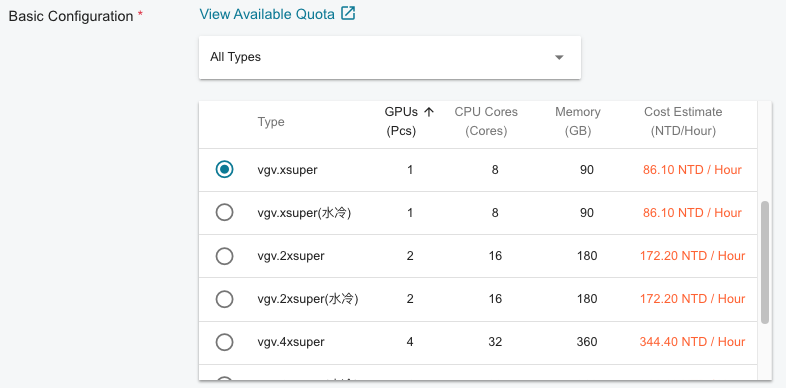 Basic Configuration *
View Available Quota
All Types
Type GPUs (Pcs) CPU Cores (Cores) Memory (GB) Cost Estimate (NTD/Hour)
vgv.xsuper 1 8 90 86.10 NTD / Hour
vgv.xsuper(水冷) 1 8 90 86.10 NTD / Hour
vgv.2xsuper 2 16 180 172.20 NTD / Hour
vgv.2xsuper(水冷) 2 16 180 172.20 NTD / Hour
vgv.4xsuper 4 32 360 344.40 NTD / Hour